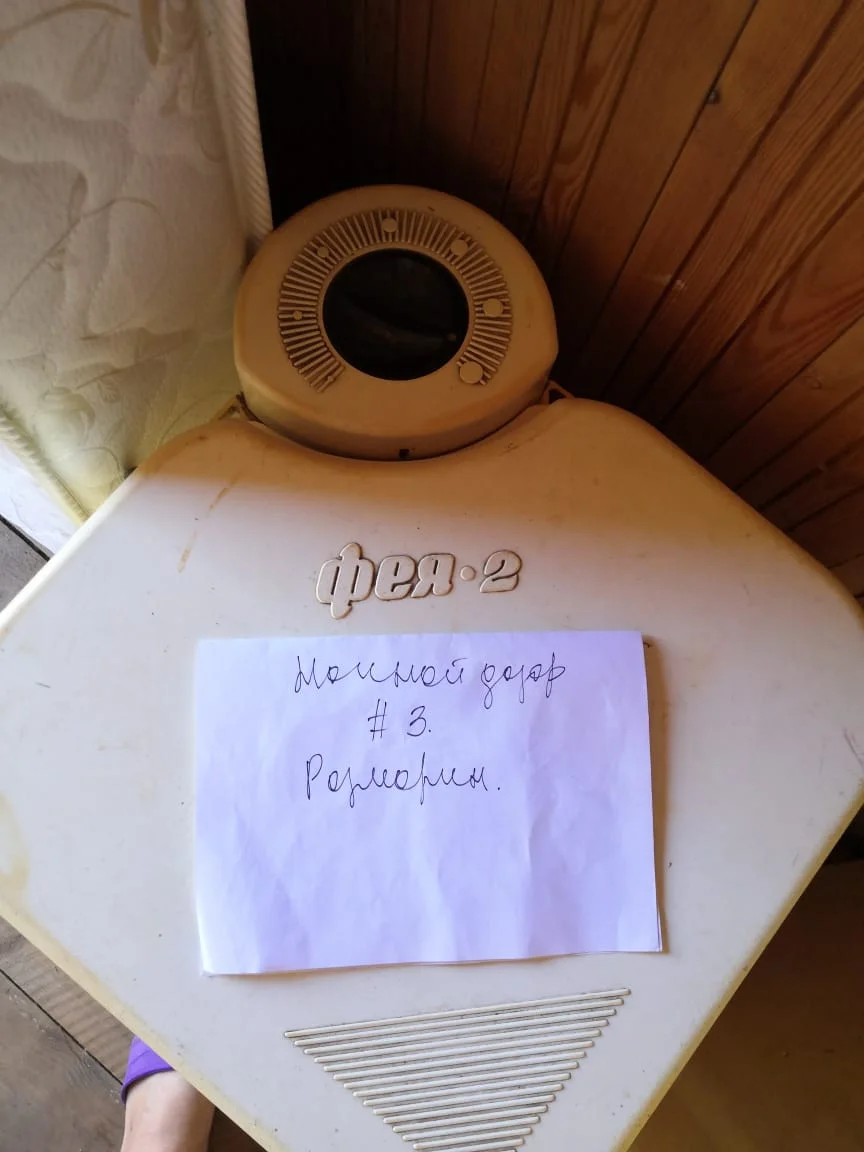 фея·2
Ночной дозор
# 3.
Розмарин.